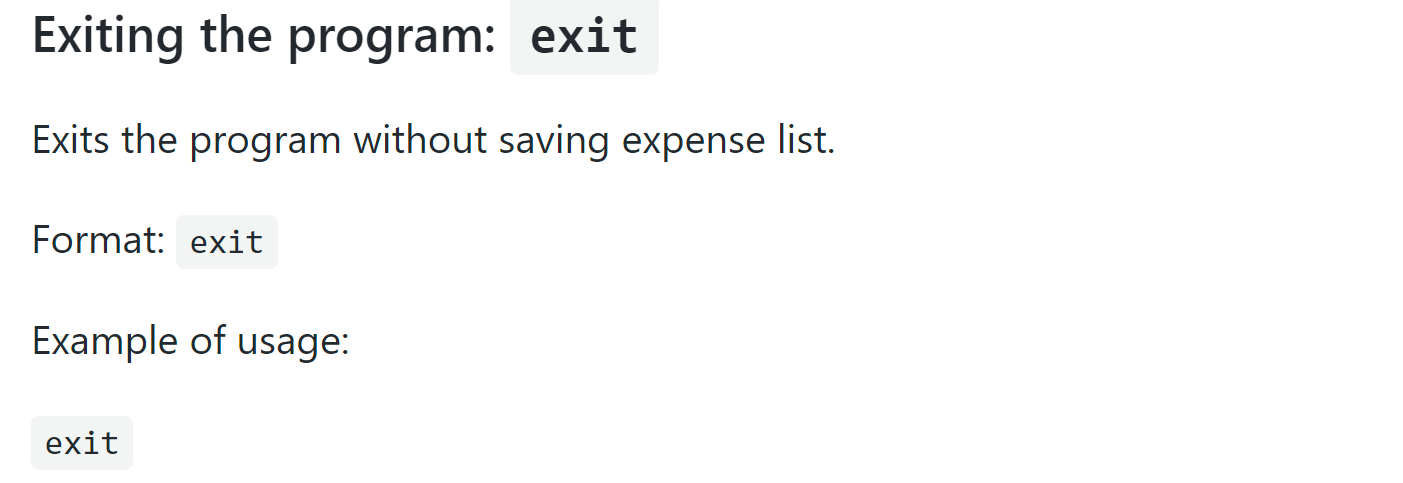 Exiting the program: exit
Exits the program without saving expense list.
Format: exit
Example of usage:
exit